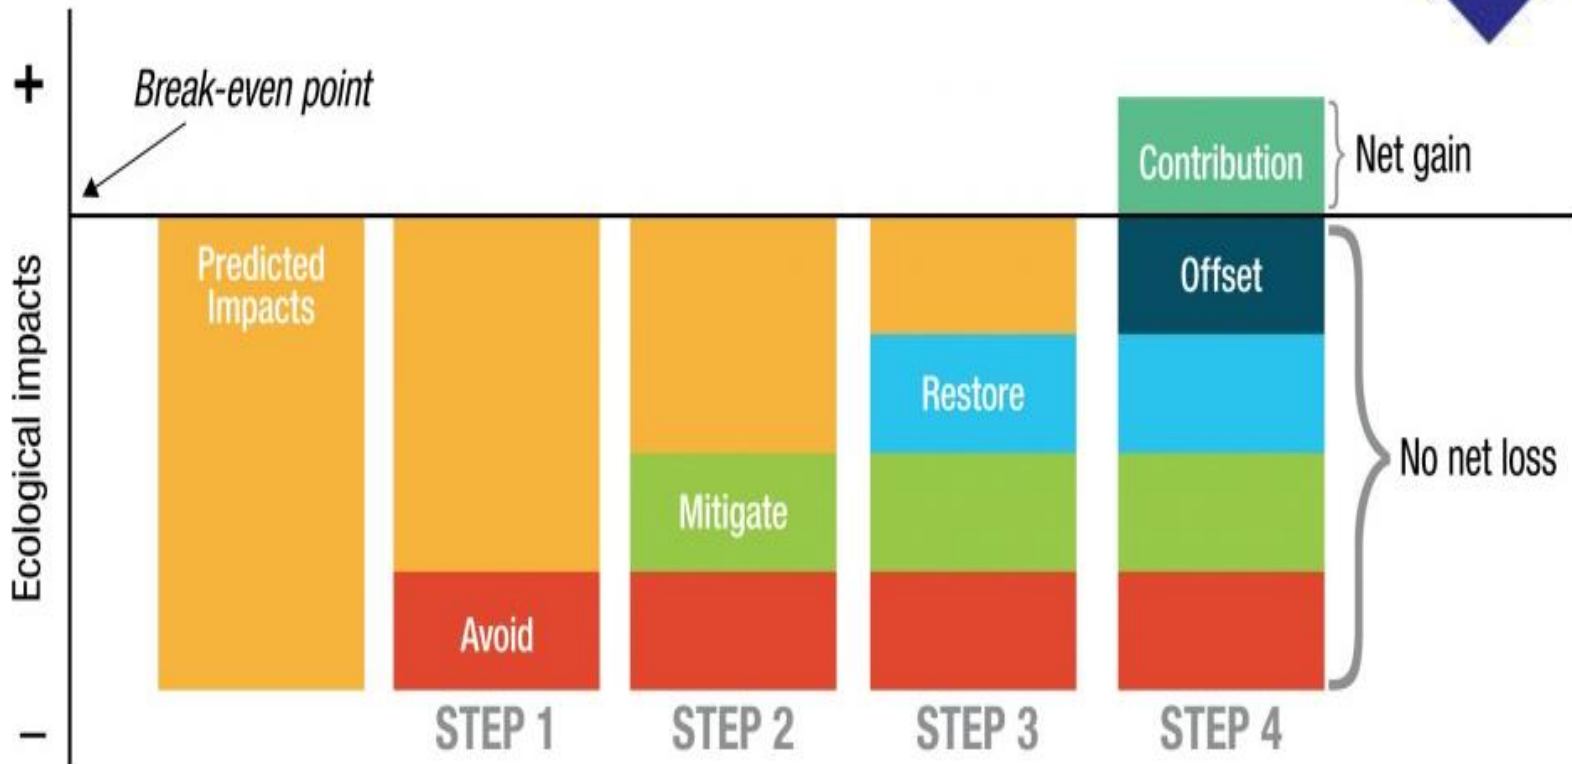 +
Break-even point
Contribution
Net gain
Predicted
Impacts
Offset
Ecological impacts
Restore
No net loss
Mitigate
Avoid
–
STEP 1
STEP 2
STEP 3
STEP 4